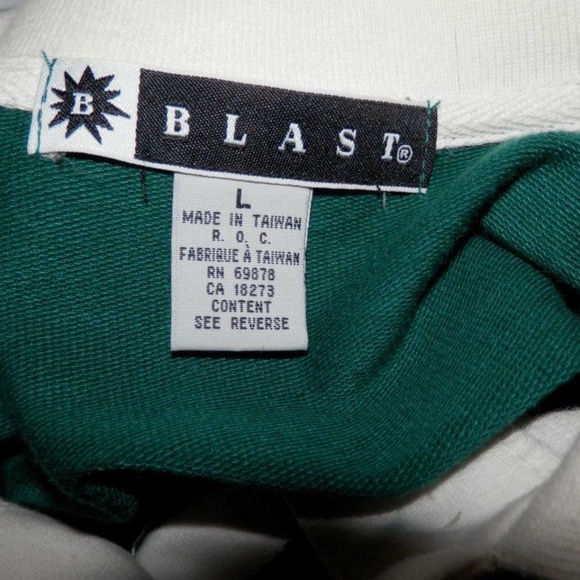 B
BLAST®
L
MADE IN TAIWAN
R. O. C.
FABRIQUE À TAIWAN
RN 69878
CA 18273
CONTENT
SEE REVERSE